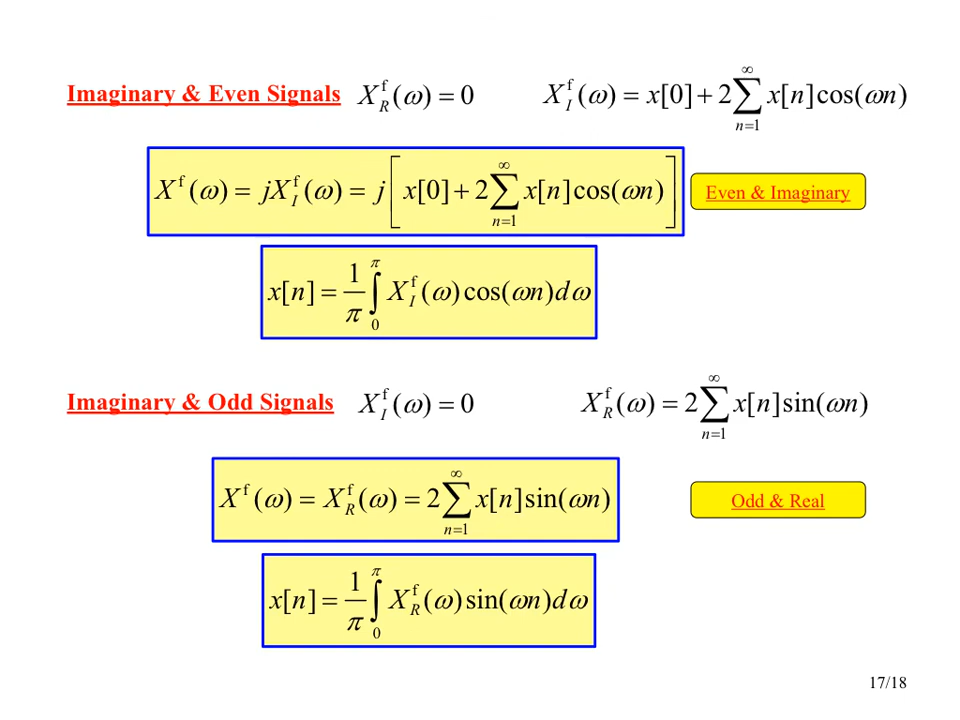 Imaginary & Even Signals X_R^f(ω) = 0 X_I^f(ω) = x[0] + 2∑_{n=1}^{∞} x[n]cos(ωn)
X^f(ω) = jX_I^f(ω) = j[x[0] + 2∑_{n=1}^{∞} x[n]cos(ωn)] Even & Imaginary
x[n] = 1/π ∫_0^π X_I^f(ω)cos(ωn)dω
Imaginary & Odd Signals X_I^f(ω) = 0 X_R^f(ω) = 2∑_{n=1}^{∞} x[n]sin(ωn)
X^f(ω) = X_R^f(ω) = 2∑_{n=1}^{∞} x[n]sin(ωn) Odd & Real
x[n] = 1/π ∫_0^π X_R^f(ω)sin(ωn)dω
17/18